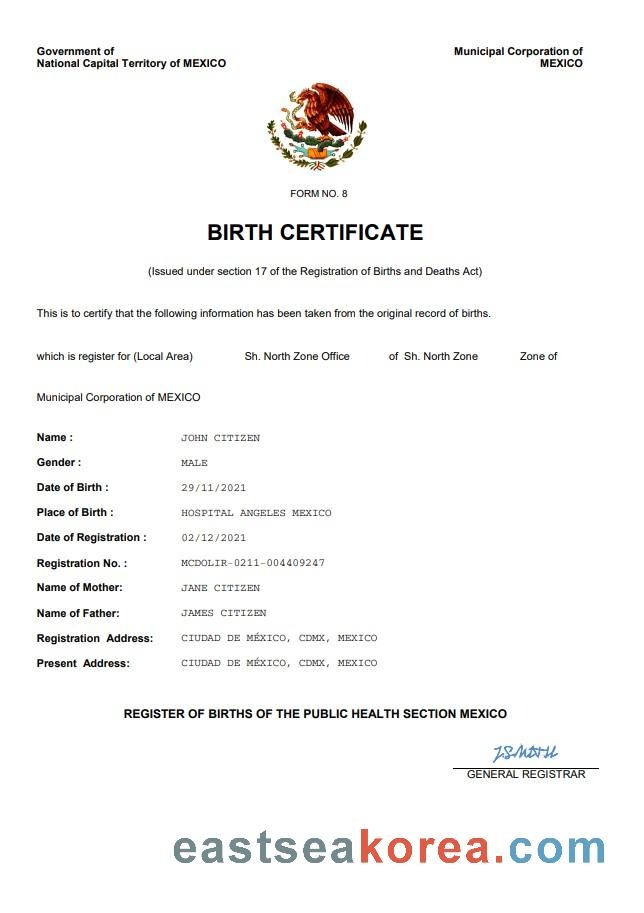 Government of
National Capital Territory of MEXICO
Municipal Corporation of
MEXICO
FORM NO. 8
BIRTH CERTIFICATE
(Issued under section 17 of the Registration of Births and Deaths Act)
This is to certify that the following information has been taken from the original record of births.
which is register for (Local Area) Sh. North Zone Office of Sh. North Zone Zone of
Municipal Corporation of MEXICO
Name : JOHN CITIZEN
Gender : MALE
Date of Birth : 29/11/2021
Place of Birth : HOSPITAL ANGELES MEXICO
Date of Registration : 02/12/2021
Registration No. : MCDOLIR-0211-004409247
Name of Mother: JANE CITIZEN
Name of Father: JAMES CITIZEN
Registration Address: CIUDAD DE MÉXICO, CDMX, MEXICO
Present Address: CIUDAD DE MÉXICO, CDMX, MEXICO
REGISTER OF BIRTHS OF THE PUBLIC HEALTH SECTION MEXICO
GENERAL REGISTRAR
eastseakorea.com